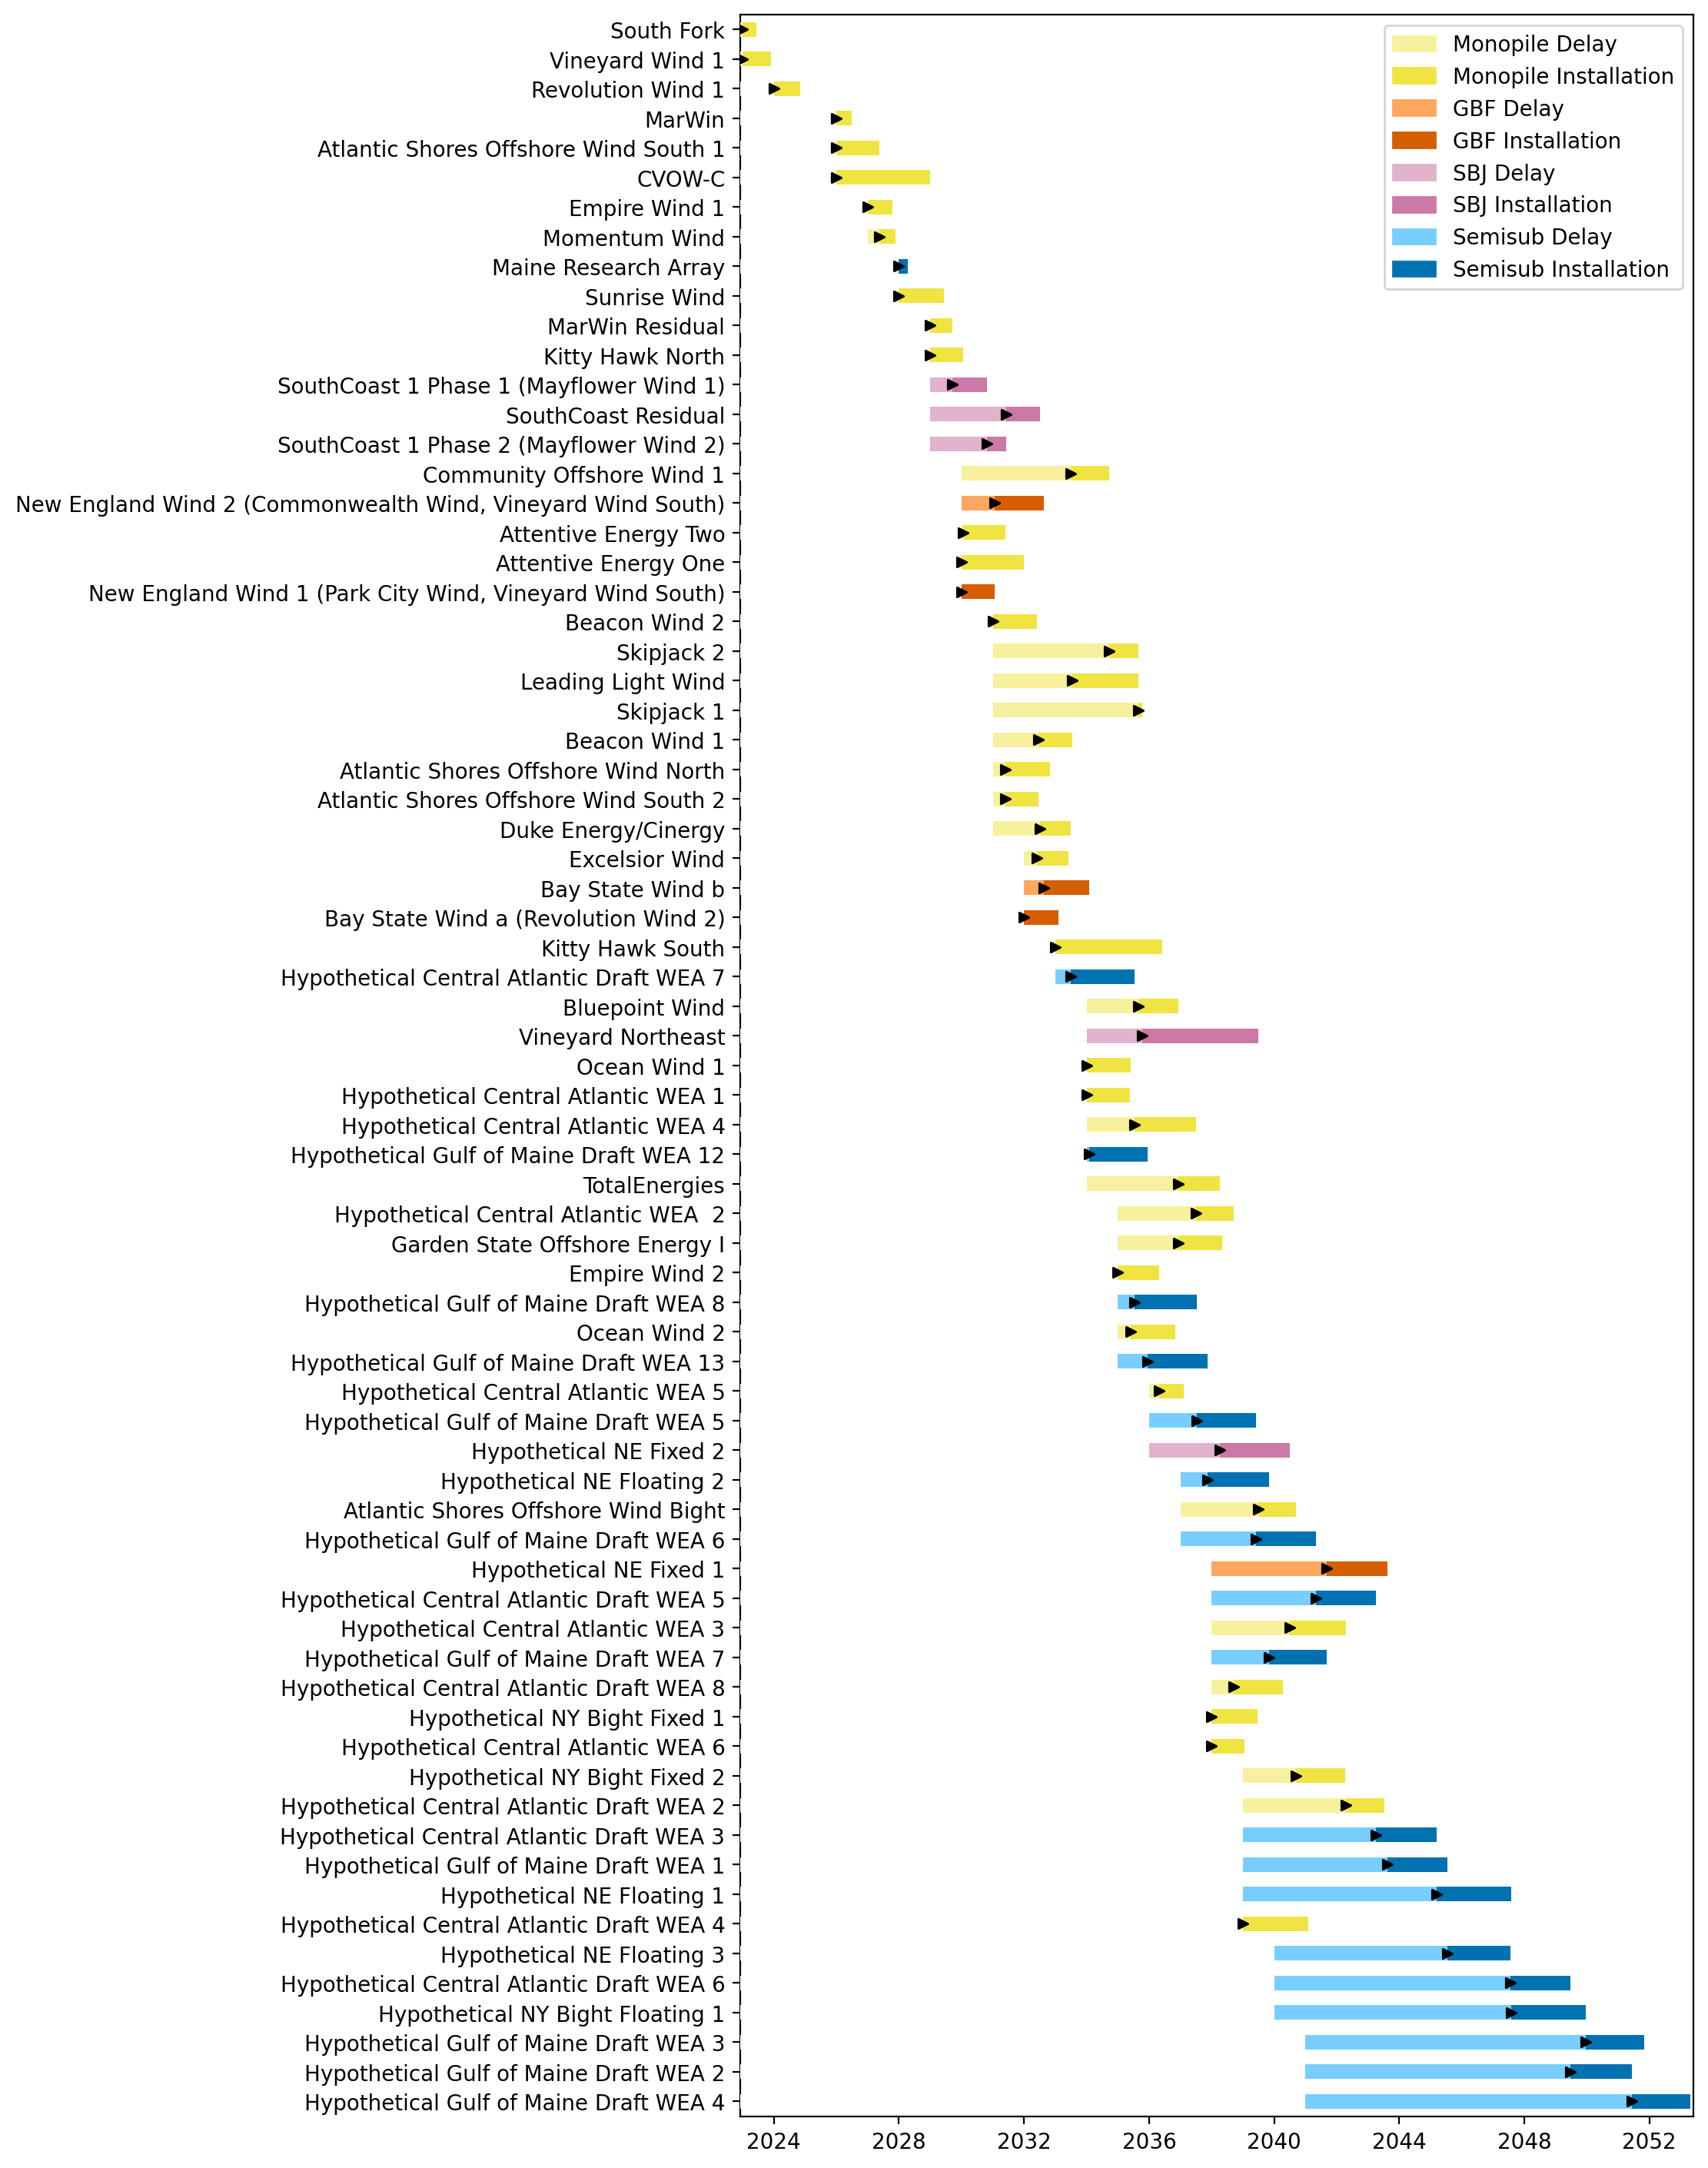 South Fork
Vineyard Wind 1
Revolution Wind 1
MarWin
Atlantic Shores Offshore Wind South 1
CVOW-C
Empire Wind 1
Momentum Wind
Maine Research Array
Sunrise Wind
MarWin Residual
Kitty Hawk North
SouthCoast 1 Phase 1 (Mayflower Wind 1)
SouthCoast Residual
SouthCoast 1 Phase 2 (Mayflower Wind 2)
Community Offshore Wind 1
New England Wind 2 (Commonwealth Wind, Vineyard Wind South)
Attentive Energy Two
Attentive Energy One
New England Wind 1 (Park City Wind, Vineyard Wind South)
Beacon Wind 2
Skipjack 2
Leading Light Wind
Skipjack 1
Beacon Wind 1
Atlantic Shores Offshore Wind North
Atlantic Shores Offshore Wind South 2
Duke Energy/Cinergy
Excelsior Wind
Bay State Wind b
Bay State Wind a (Revolution Wind 2)
Kitty Hawk South
Hypothetical Central Atlantic Draft WEA 7
Bluepoint Wind
Vineyard Northeast
Ocean Wind 1
Hypothetical Central Atlantic WEA 1
Hypothetical Central Atlantic WEA 4
Hypothetical Gulf of Maine Draft WEA 12
TotalEnergies
Hypothetical Central Atlantic WEA  2
Garden State Offshore Energy I
Empire Wind 2
Hypothetical Gulf of Maine Draft WEA 8
Ocean Wind 2
Hypothetical Gulf of Maine Draft WEA 13
Hypothetical Central Atlantic WEA 5
Hypothetical Gulf of Maine Draft WEA 5
Hypothetical NE Fixed 2
Hypothetical NE Floating 2
Atlantic Shores Offshore Wind Bight
Hypothetical Gulf of Maine Draft WEA 6
Hypothetical NE Fixed 1
Hypothetical Central Atlantic Draft WEA 5
Hypothetical Central Atlantic WEA 3
Hypothetical Gulf of Maine Draft WEA 7
Hypothetical Central Atlantic Draft WEA 8
Hypothetical NY Bight Fixed 1
Hypothetical Central Atlantic WEA 6
Hypothetical NY Bight Fixed 2
Hypothetical Central Atlantic Draft WEA 2
Hypothetical Central Atlantic Draft WEA 3
Hypothetical Gulf of Maine Draft WEA 1
Hypothetical NE Floating 1
Hypothetical Central Atlantic Draft WEA 4
Hypothetical NE Floating 3
Hypothetical Central Atlantic Draft WEA 6
Hypothetical NY Bight Floating 1
Hypothetical Gulf of Maine Draft WEA 3
Hypothetical Gulf of Maine Draft WEA 2
Hypothetical Gulf of Maine Draft WEA 4
Monopile Delay
Monopile Installation
GBF Delay
GBF Installation
SBJ Delay
SBJ Installation
Semisub Delay
Semisub Installation
2024 2028 2032 2036 2040 2044 2048 2052